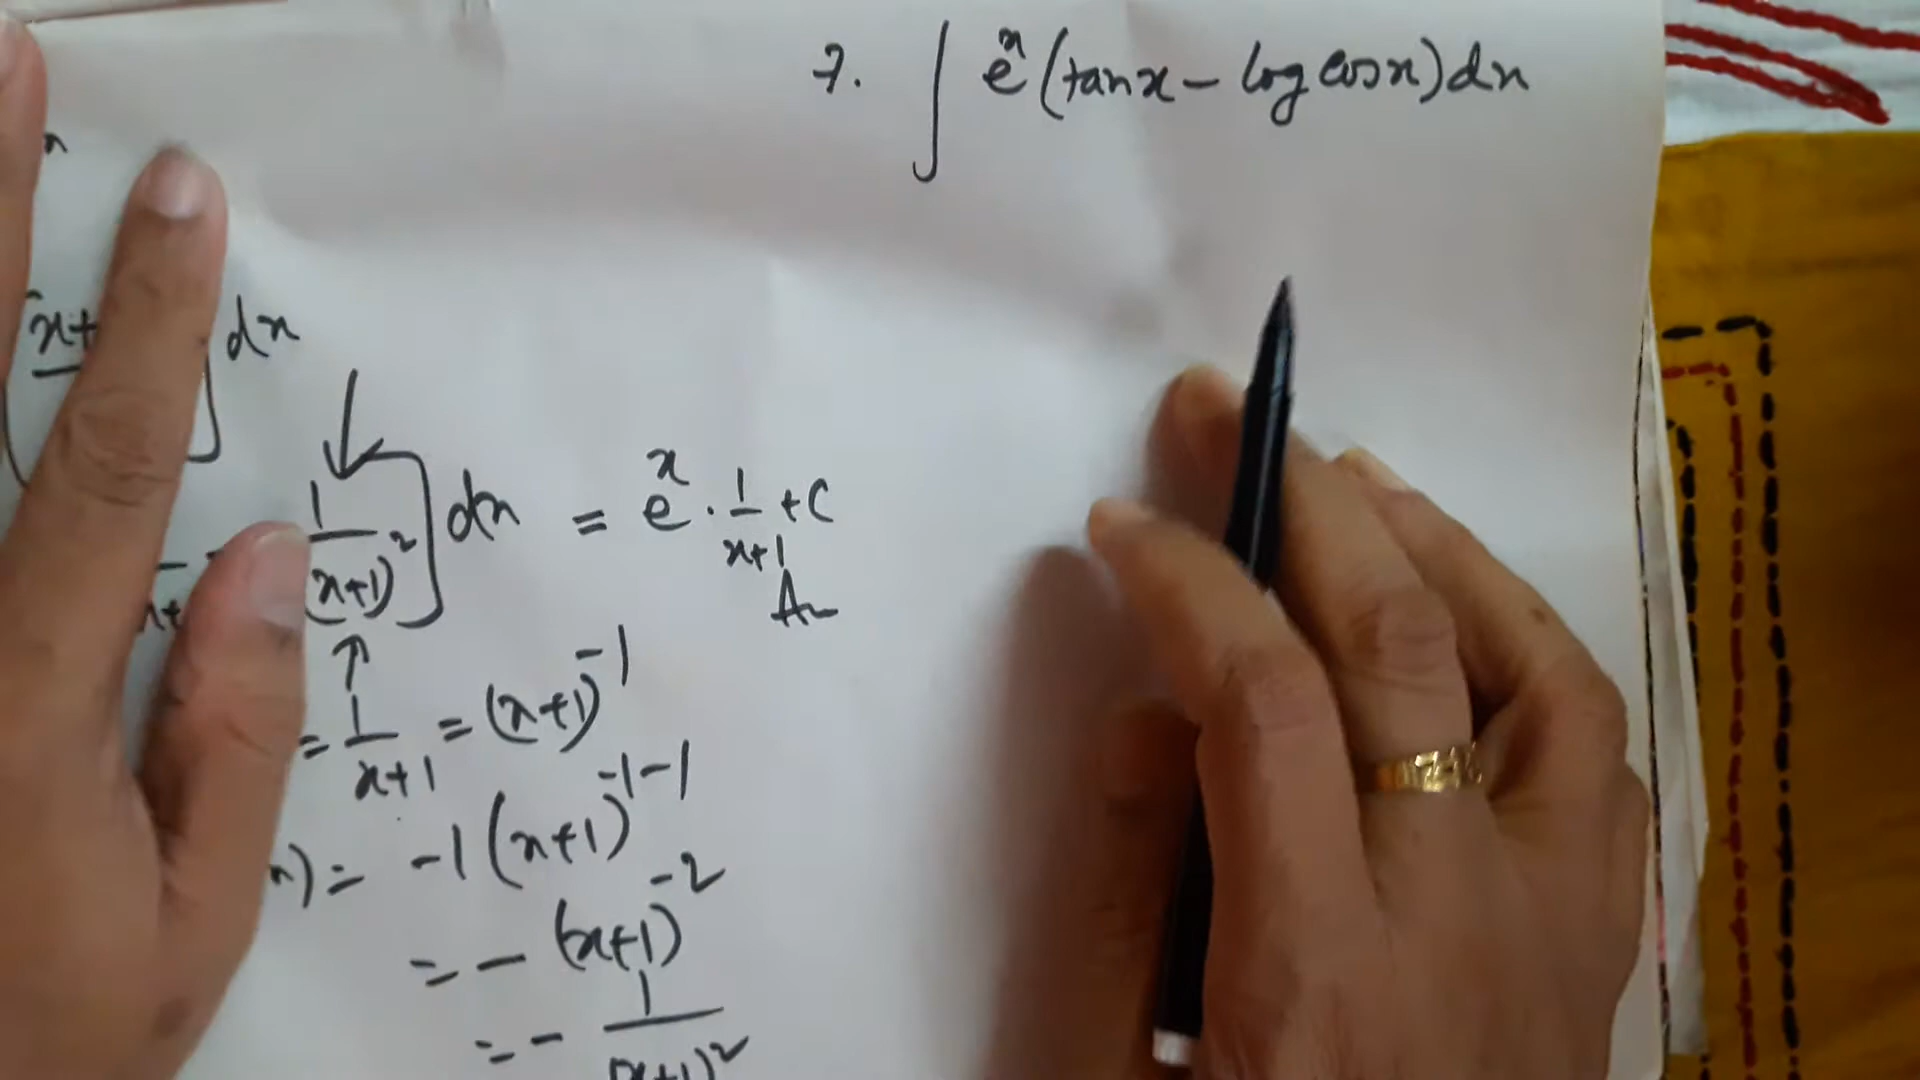 7. ∫ eˣ (tanx − log cosx) dx
dx
1/(x+1)² ] dx = eˣ · 1/(x+1) + C
= 1/(x+1) = (x+1)⁻¹
) = −1 (x+1)⁻¹⁻¹
= − (x+1)⁻²
= − 1/(x+1)²